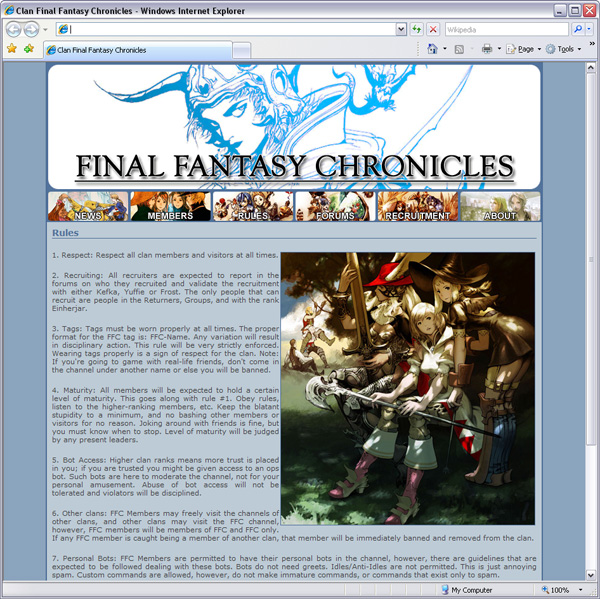 Clan Final Fantasy Chronicles - Windows Internet Explorer
Wikipedia
Clan Final Fantasy Chronicles
Page
Tools
FINAL FANTASY CHRONICLES
NEWS
MEMBERS
RULES
FORUMS
RECRUITMENT
ABOUT
Rules
1. Respect: Respect all clan members and visitors at all times.
2. Recruiting: All recruiters are expected to report in the
forums on who they recruited and validate the recruitment
with either Kefka, Yuffie or Frost. The only people that can
recruit are people in the Returners, Groups, and with the rank
Einherjar.
3. Tags: Tags must be worn properly at all times. The proper
format for the FFC tag is: FFC-Name. Any variation will result
in disciplinary action. This rule will be very strictly enforced.
Wearing tags properly is a sign of respect for the clan. Note:
If you're going to game with real-life friends, don't come in
the channel under another name or else you will be banned.
4. Maturity: All members will be expected to hold a certain
level of maturity. This goes along with rule #1. Obey rules,
listen to the higher-ranking members, etc. Keep the blatant
stupidity to a minimum, and no bashing other members or
visitors for no reason. Joking around with friends is fine, but
you must know when to stop. Level of maturity will be judged
by any present leaders.
5. Bot Access: Higher clan ranks means more trust is placed
in you; if you are trusted you might be given access to an ops
bot. Such bots are here to moderate the channel, not for your
personal amusement. Abuse of bot access will not be
tolerated and violators will be disciplined.
6. Other clans: FFC Members may freely visit the channels of
other clans, and other clans may visit the FFC channel,
however, FFC members will be members of FFC and FFC only.
If any FFC member is caught being a member of another clan, that member will be immediately banned and removed from the clan.
7. Personal Bots: FFC Members are permitted to have their personal bots in the channel, however, there are guidelines that are
expected to be followed dealing with these bots. Bots do not need greets. Idles/Anti-Idles are not permitted. This is just annoying
spam. Custom commands are allowed, however, do not make immature commands, or commands that exist only to spam.
My Computer
100%